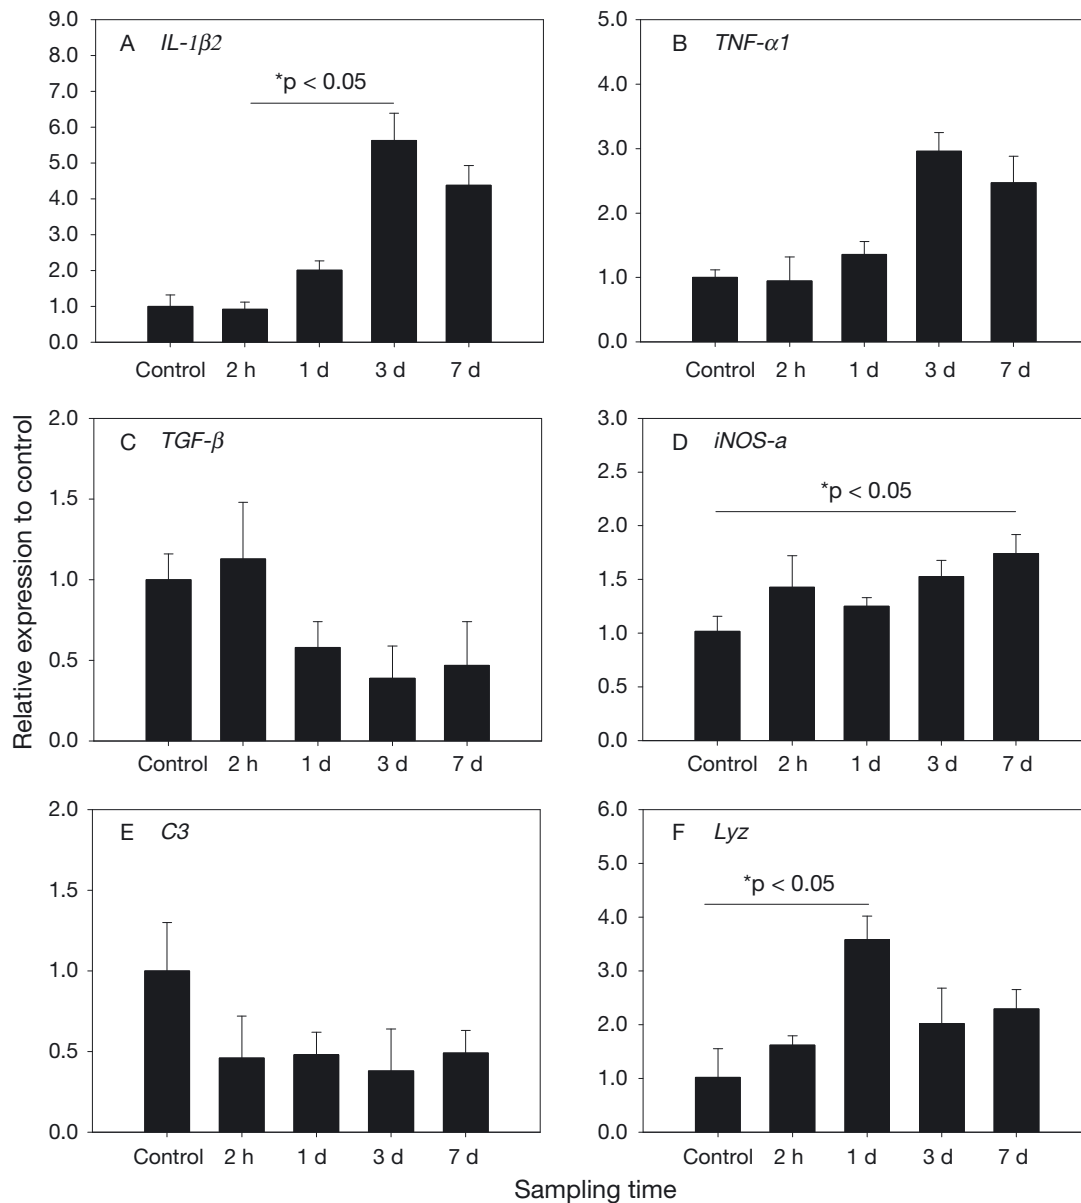 A IL-1β2
9.0
8.0
7.0
6.0
5.0
4.0
3.0
2.0
1.0
0.0
*p < 0.05
Control 2 h 1 d 3 d 7 d
B TNF-α1
5.0
4.0
3.0
2.0
1.0
0.0
Control 2 h 1 d 3 d 7 d
Relative expression to control
C TGF-β
2.0
1.5
1.0
0.5
0.0
Control 2 h 1 d 3 d 7 d
D iNOS-a
3.0
2.5
2.0
1.5
1.0
0.5
0.0
*p < 0.05
Control 2 h 1 d 3 d 7 d
E C3
2.0
1.5
1.0
0.5
0.0
Control 2 h 1 d 3 d 7 d
F Lyz
6.0
5.0
4.0
3.0
2.0
1.0
0.0
*p < 0.05
Control 2 h 1 d 3 d 7 d
Sampling time